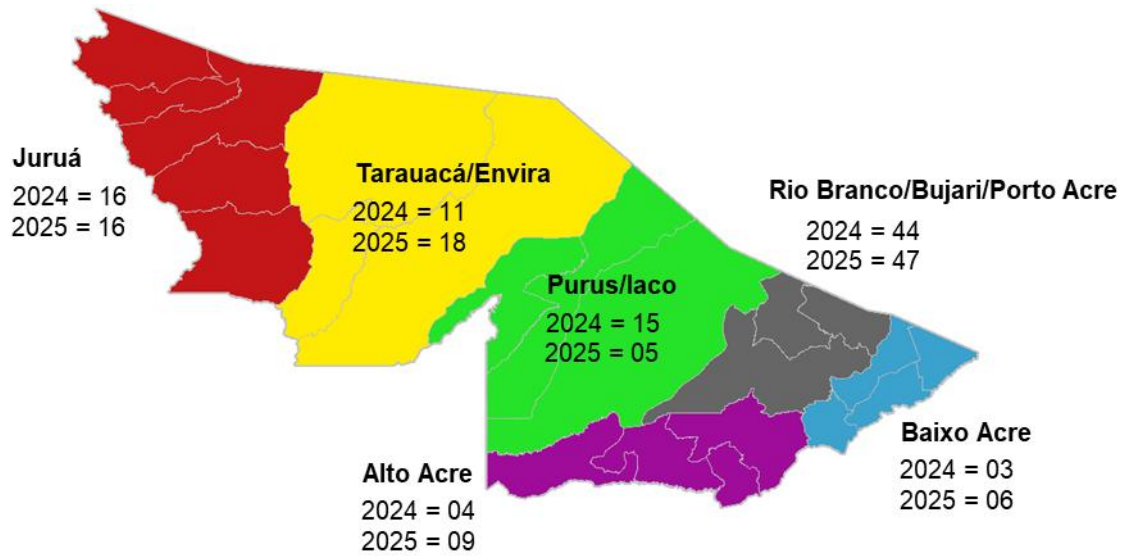 Juruá
2024 = 16
2025 = 16
Tarauacá/Envira
2024 = 11
2025 = 18
Rio Branco/Bujari/Porto Acre
2024 = 44
2025 = 47
Purus/Iaco
2024 = 15
2025 = 05
Baixo Acre
2024 = 03
2025 = 06
Alto Acre
2024 = 04
2025 = 09